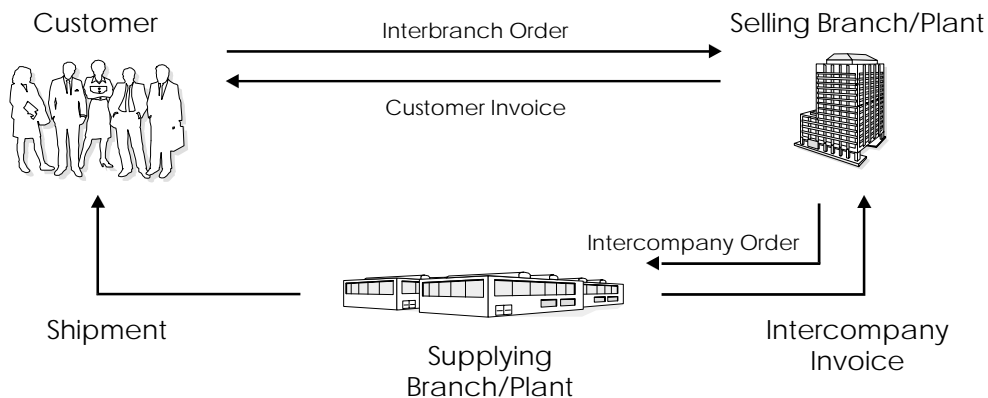 Customer
Interbranch Order
Selling Branch/Plant
Customer Invoice
Intercompany Order
Shipment
Supplying
Branch/Plant
Intercompany
Invoice